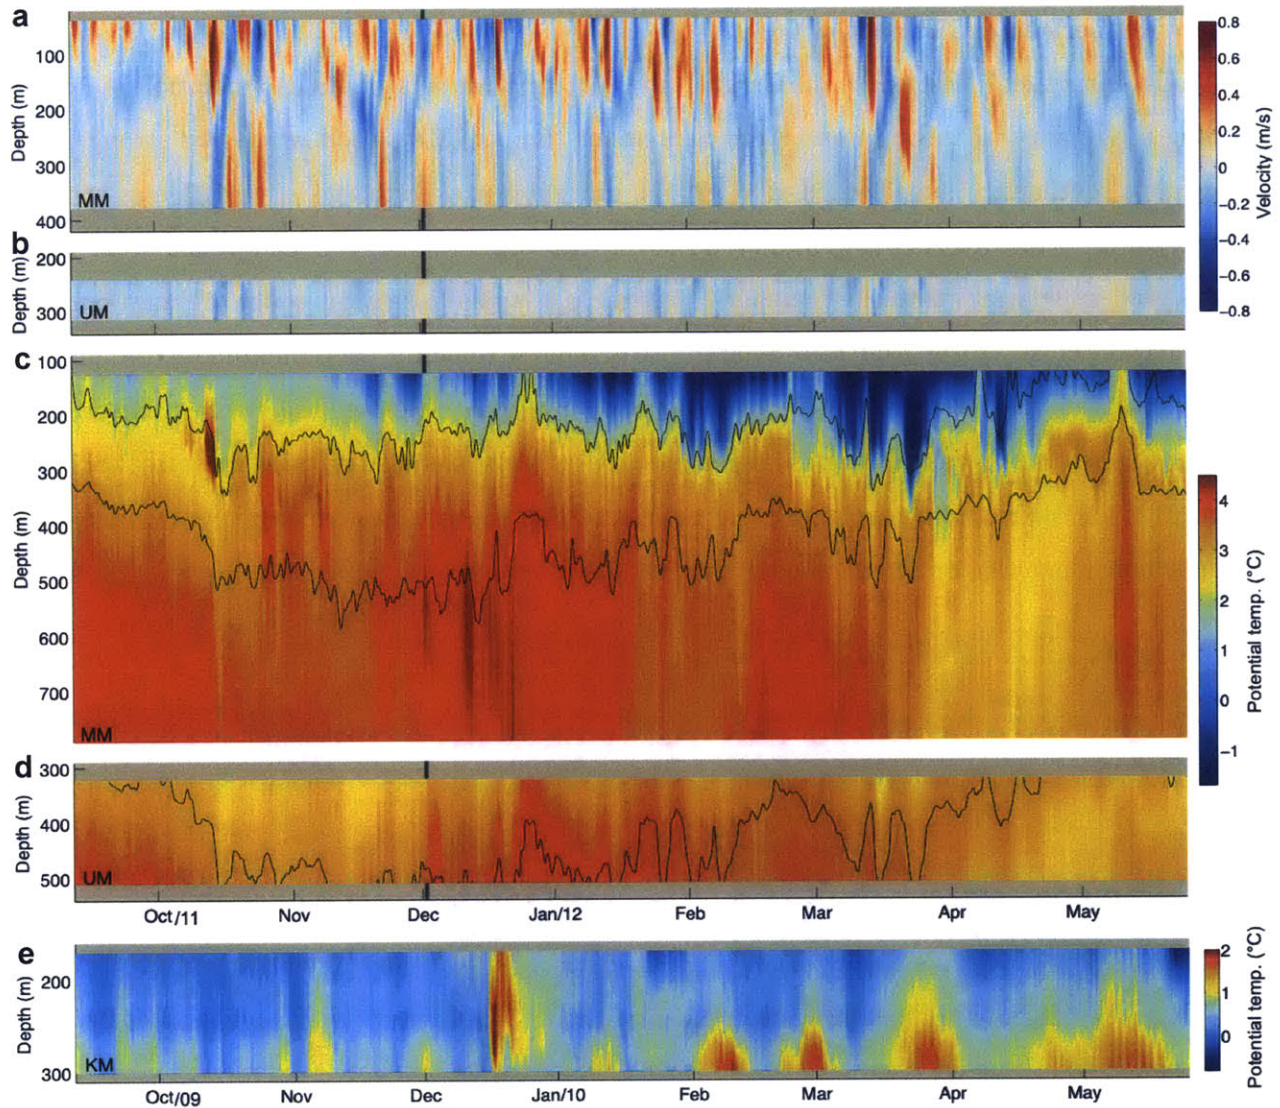 a
100
200
300
400
Depth (m)
MM
0.8
0.6
0.4
0.2
0
−0.2
−0.4
−0.6
−0.8
Velocity (m/s)
b
200
300
Depth (m)
UM
c
100
200
300
400
500
600
700
Depth (m)
MM
4
3
2
1
0
−1
Potential temp. (°C)
d
300
400
500
Depth (m)
UM
Oct/11 Nov Dec Jan/12 Feb Mar Apr May
e
200
300
Depth (m)
KM
2
1
0
Potential temp. (°C)
Oct/09 Nov Dec Jan/10 Feb Mar Apr May